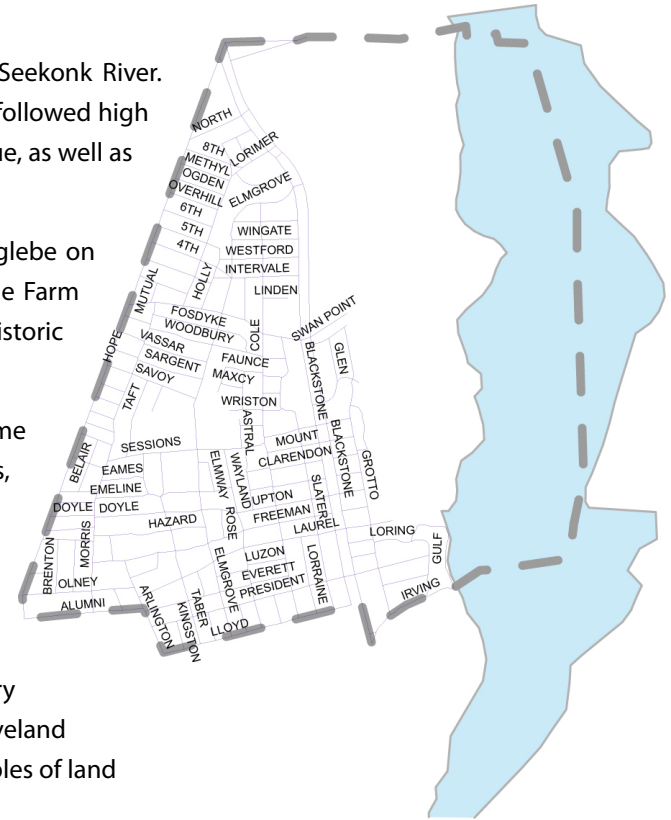 Seekonk River.
followed high
ue, as well as
glebe on
e Farm
istoric
me
s,
ry
veland
les of land
NORTH
8TH
LORIMER
METHYL
OGDEN
OVERHILL
ELMGROVE
6TH
5TH
4TH
WINGATE
WESTFORD
INTERVALE
LINDEN
HOLLY
MUTUAL
SWAN POINT
FOSDYKE
WOODBURY
COLE
HOPE
VASSAR
SARGENT
SAVOY
FAUNCE
MAXCY
BLACKSTONE
GLEN
TAFT
WRISTON
ASTRAL
MOUNT
CLARENDON
BLACKSTONE
GROTTO
SESSIONS
BELAIR
EAMES
EMELINE
ELMWAY
WAYLAND
UPTON
SLATER
DOYLE
DOYLE
HAZARD
ROSE
FREEMAN
LAUREL
LORING
GULF
BRENTON
MORRIS
OLNEY
ALUMNI
LUZON
EVERETT
PRESIDENT
LORRAINE
IRVING
ELMGROVE
ARLINGTON
TABER
KINGSTON
LLOYD